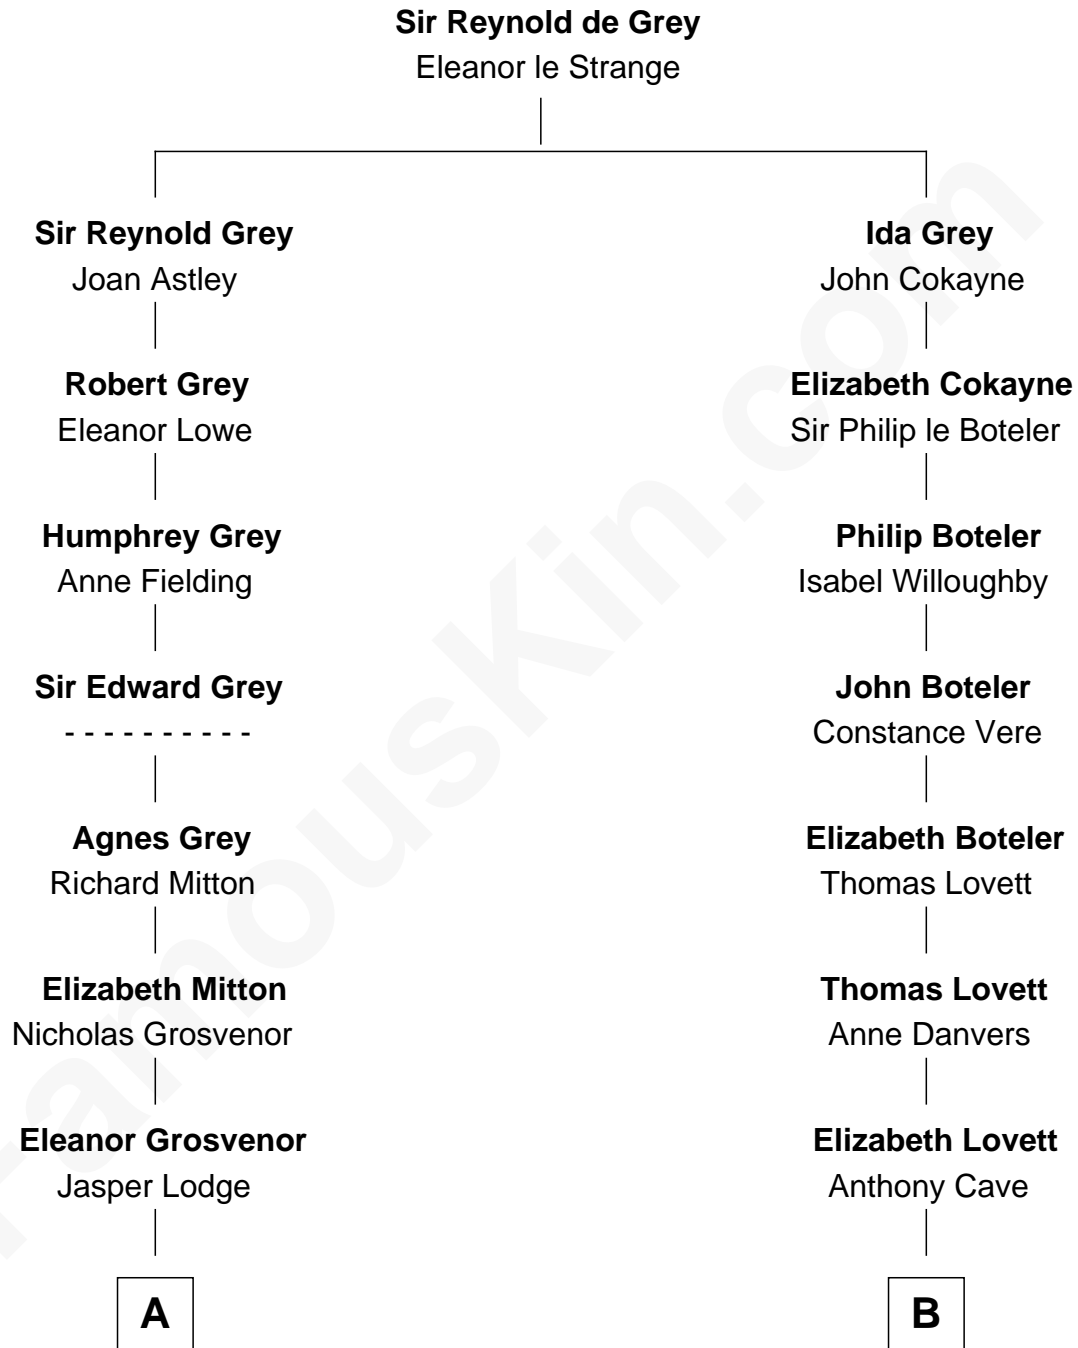 Sir Reynold de Grey
Eleanor le Strange
Sir Reynold Grey
Joan Astley
Ida Grey
John Cokayne
Robert Grey
Eleanor Lowe
Elizabeth Cokayne
Sir Philip le Boteler
Humphrey Grey
Anne Fielding
Philip Boteler
Isabel Willoughby
Sir Edward Grey
- - - - - - - - - -
John Boteler
Constance Vere
Agnes Grey
Richard Mitton
Elizabeth Boteler
Thomas Lovett
Elizabeth Mitton
Nicholas Grosvenor
Thomas Lovett
Anne Danvers
Eleanor Grosvenor
Jasper Lodge
Elizabeth Lovett
Anthony Cave
A
B
FamousKin.com